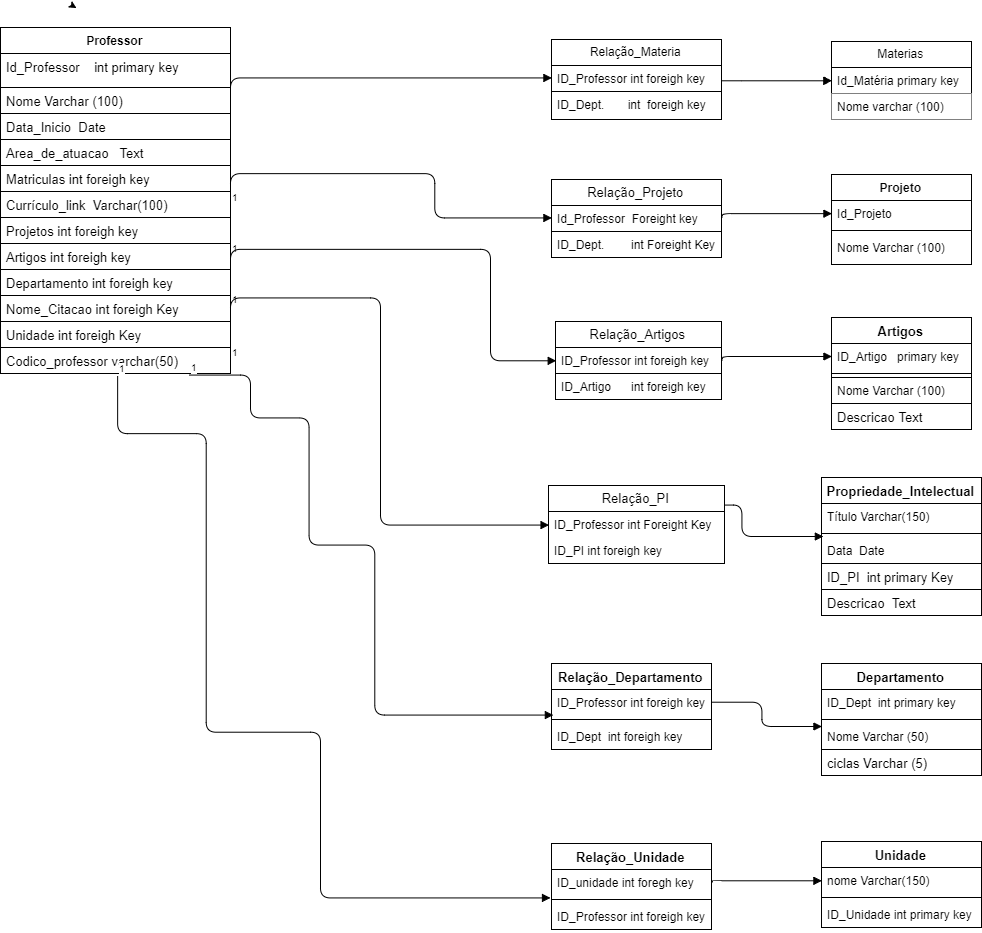 Professor
Id_Professor int primary key
Nome Varchar (100)
Data_Inicio Date
Area_de_atuacao Text
Matriculas int foreigh key
Currículo_link Varchar(100)
Projetos int foreigh key
Artigos int foreigh key
Departamento int foreigh key
Nome_Citacao int foreigh Key
Unidade int foreigh Key
Codico_professor varchar(50)
1
1
1
1
1
1
Relação_Materia
ID_Professor int foreigh key
ID_Dept. int foreigh key
Materias
Id_Matéria primary key
Nome varchar (100)
Relação_Projeto
Id_Professor Foreight key
ID_Dept. int Foreight Key
Projeto
Id_Projeto
Nome Varchar (100)
Relação_Artigos
ID_Professor int foreigh key
ID_Artigo int foreigh key
Artigos
ID_Artigo primary key
Nome Varchar (100)
Descricao Text
Relação_PI
ID_Professor int Foreight Key
ID_PI int foreigh key
Propriedade_Intelectual
Título Varchar(150)
Data Date
ID_PI int primary Key
Descricao Text
Relação_Departamento
ID_Professor int foreigh key
ID_Dept int foreigh key
Departamento
ID_Dept int primary key
Nome Varchar (50)
ciclas Varchar (5)
Relação_Unidade
ID_unidade int foregh key
ID_Professor int foreigh key
Unidade
nome Varchar(150)
ID_Unidade int primary key